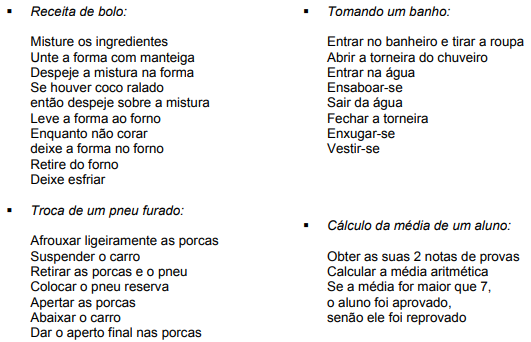 ▪ Receita de bolo:
Misture os ingredientes
Unte a forma com manteiga
Despeje a mistura na forma
Se houver coco ralado
então despeje sobre a mistura
Leve a forma ao forno
Enquanto não corar
deixe a forma no forno
Retire do forno
Deixe esfriar
▪ Tomando um banho:
Entrar no banheiro e tirar a roupa
Abrir a torneira do chuveiro
Entrar na água
Ensaboar-se
Sair da água
Fechar a torneira
Enxugar-se
Vestir-se
▪ Troca de um pneu furado:
Afrouxar ligeiramente as porcas
Suspender o carro
Retirar as porcas e o pneu
Colocar o pneu reserva
Apertar as porcas
Abaixar o carro
Dar o aperto final nas porcas
▪ Cálculo da média de um aluno:
Obter as suas 2 notas de provas
Calcular a média aritmética
Se a média for maior que 7,
o aluno foi aprovado,
senão ele foi reprovado